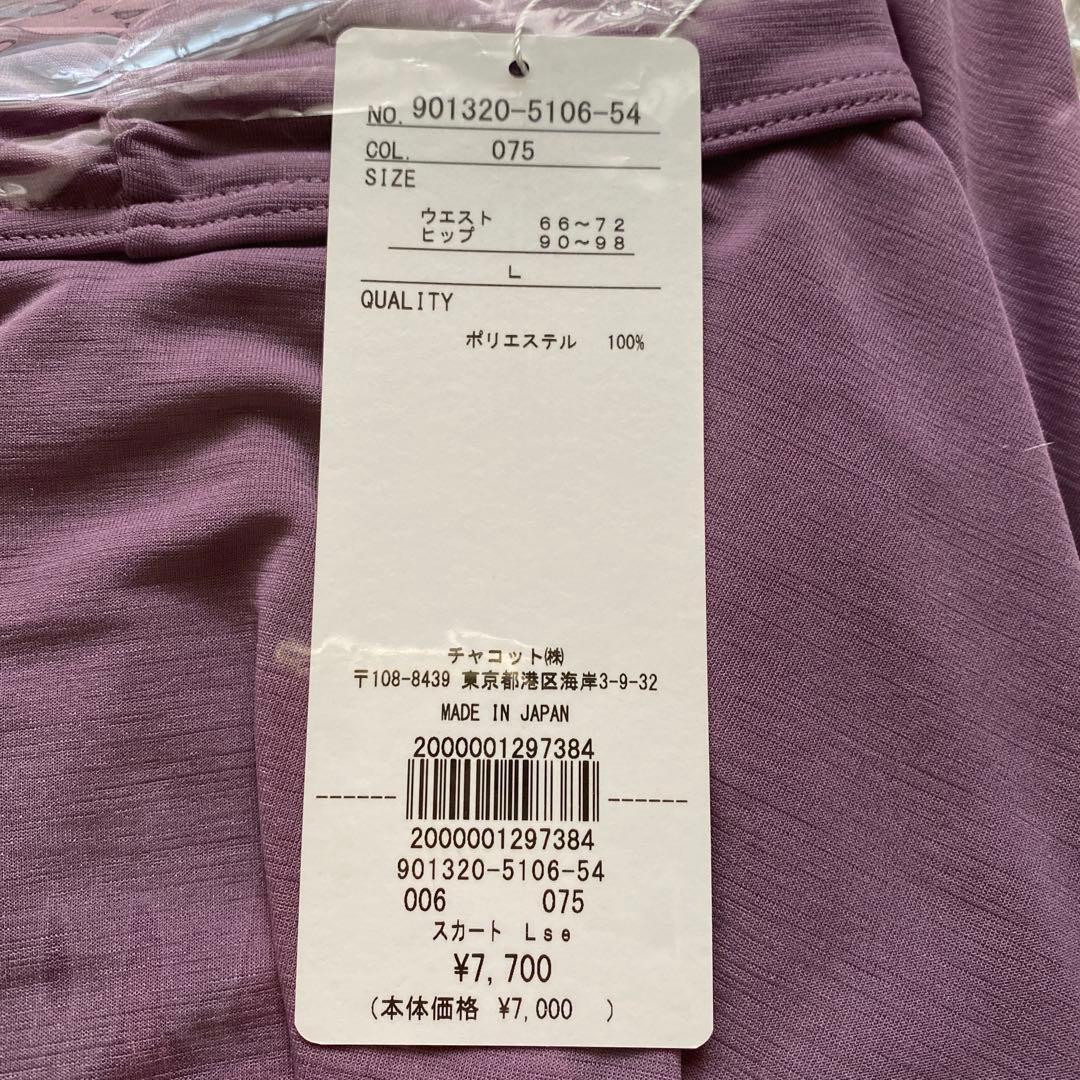 NO. 901320-5106-54
COL. 075
SIZE
ウエスト 66～72
ヒップ 90～98
L
QUALITY
ポリエステル 100%
チャコット㈱
〒108-8439 東京都港区海岸3-9-32
MADE IN JAPAN
2000001297384
2000001297384
901320-5106-54
006 075
スカート Lse
¥7,700
(本体価格 ¥7,000 )